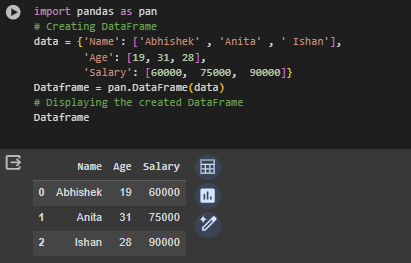 import pandas as pan
# Creating DataFrame
data = {'Name': ['Abhishek' , 'Anita' , ' Ishan'],
        'Age': [19, 31, 28],
        'Salary': [60000,  75000,  90000]}
Dataframe = pan.DataFrame(data)
# Displaying the created DataFrame
Dataframe
Name Age Salary
0 Abhishek 19 60000
1 Anita 31 75000
2 Ishan 28 90000